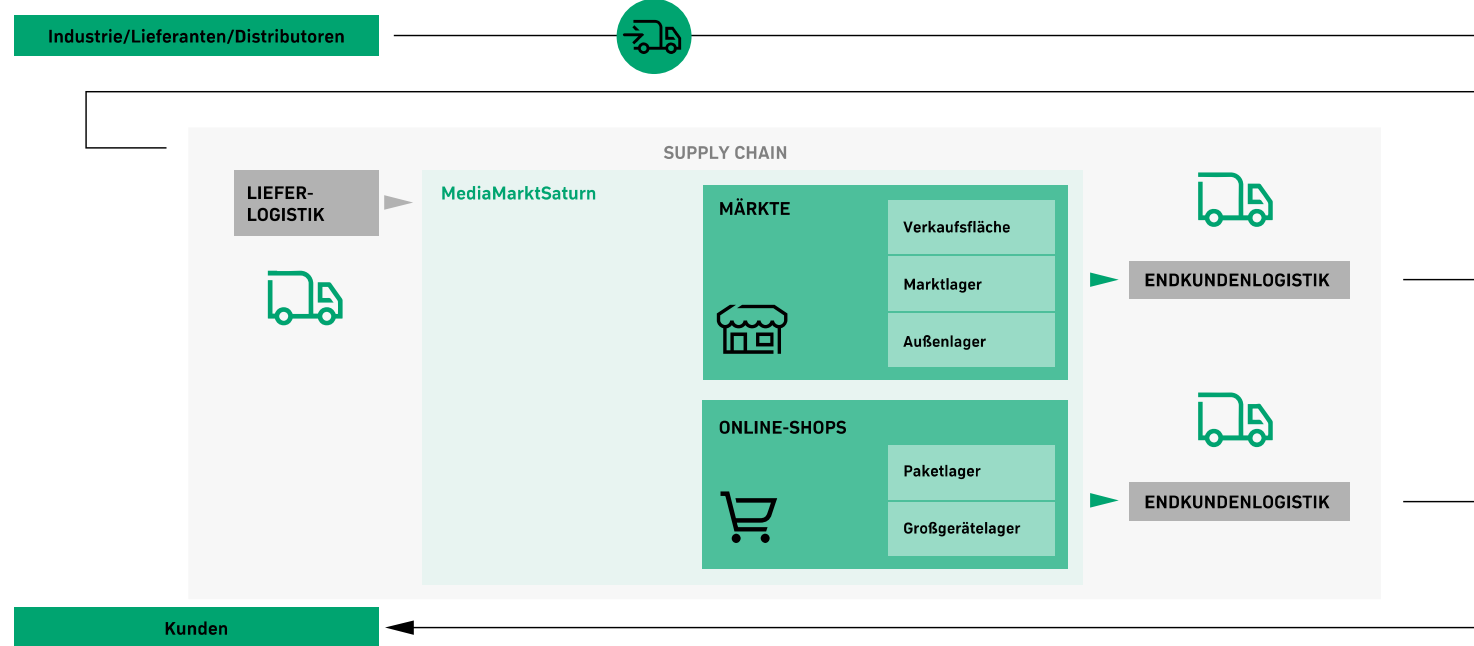 Industrie/Lieferanten/Distributoren
SUPPLY CHAIN
LIEFER-
LOGISTIK
MediaMarktSaturn
MÄRKTE
Verkaufsfläche
Marktlager
Außenlager
ENDKUNDENLOGISTIK
ONLINE-SHOPS
Paketlager
Großgerätelager
ENDKUNDENLOGISTIK
Kunden